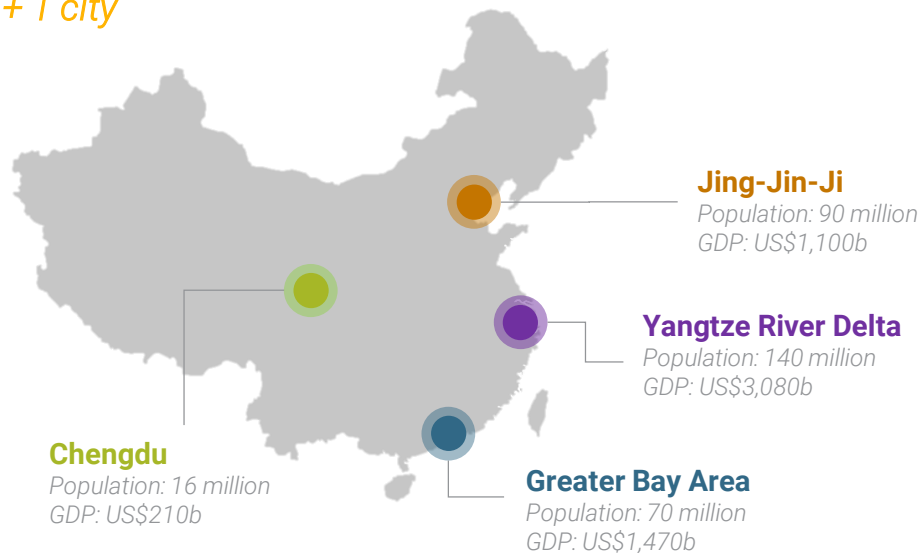 + 1 city
Jing-Jin-Ji
Population: 90 million
GDP: US$1,100b
Yangtze River Delta
Population: 140 million
GDP: US$3,080b
Chengdu
Population: 16 million
GDP: US$210b
Greater Bay Area
Population: 70 million
GDP: US$1,470b